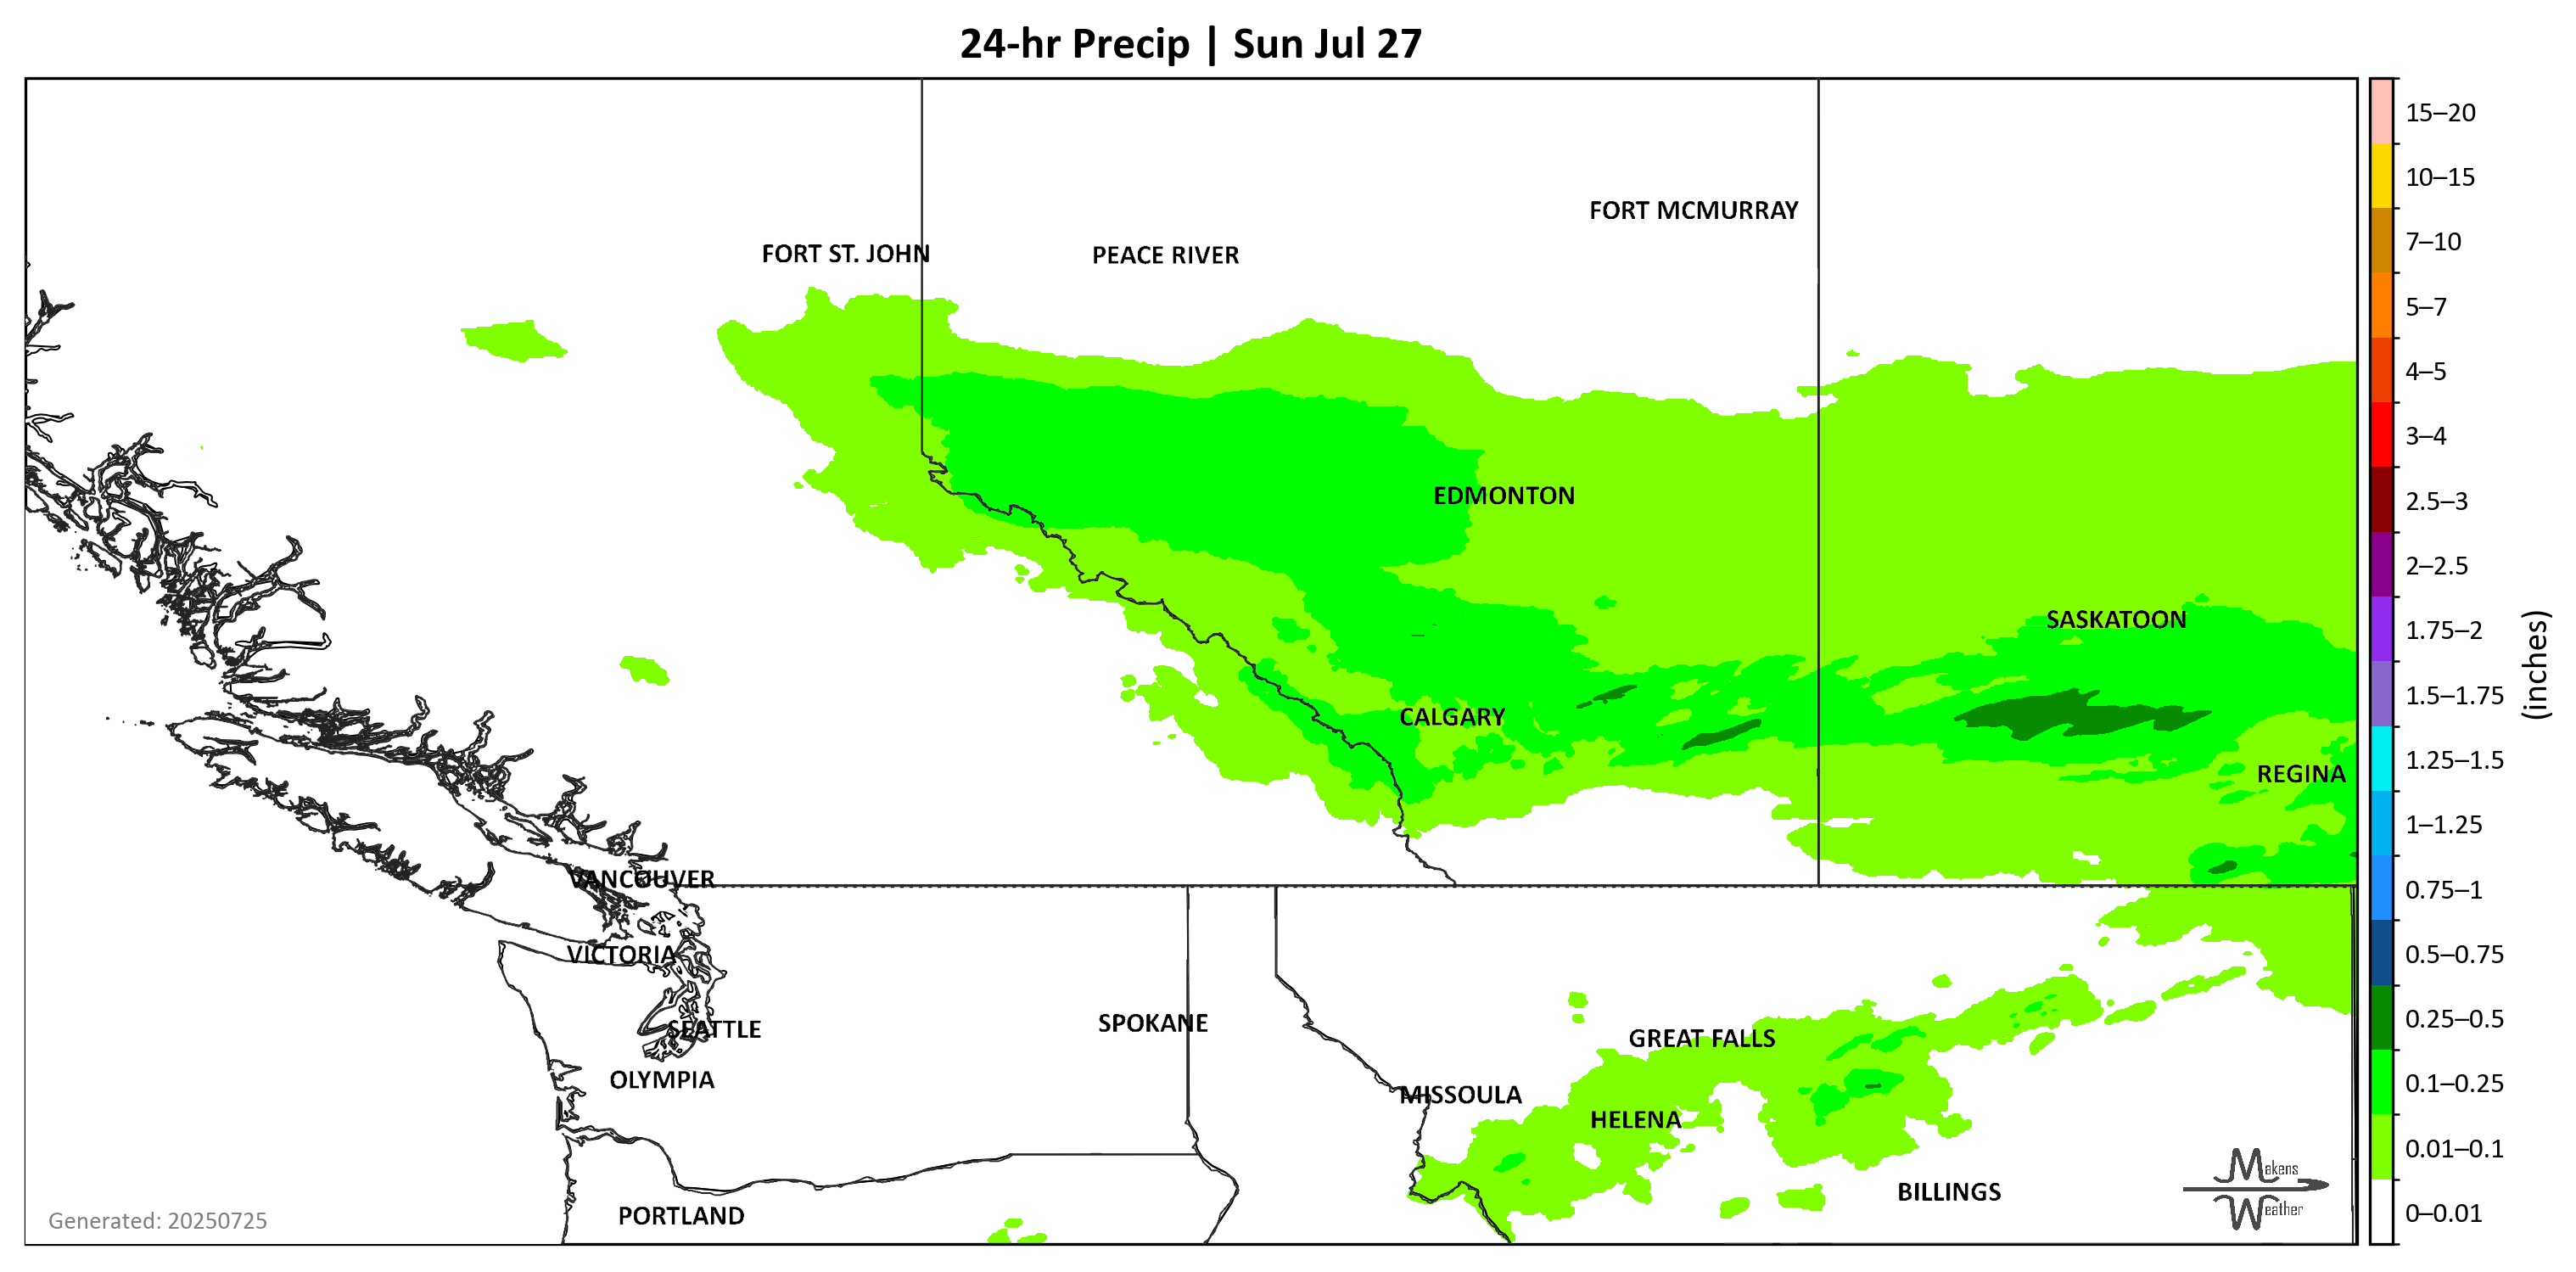 24-hr Precip | Sun Jul 27
15–20
10–15
FORT MCMURRAY
7–10
FORT ST. JOHN
PEACE RIVER
5–7
4–5
3–4
EDMONTON
2.5–3
2–2.5
SASKATOON
1.75–2
(inches)
1.5–1.75
CALGARY
1.25–1.5
REGINA
1–1.25
VANCOUVER
0.75–1
VICTORIA
0.5–0.75
SPOKANE
0.25–0.5
SEATTLE
GREAT FALLS
OLYMPIA
0.1–0.25
MISSOULA
HELENA
0.01–0.1
Makens
Weather
BILLINGS
PORTLAND
0–0.01
Generated: 20250725